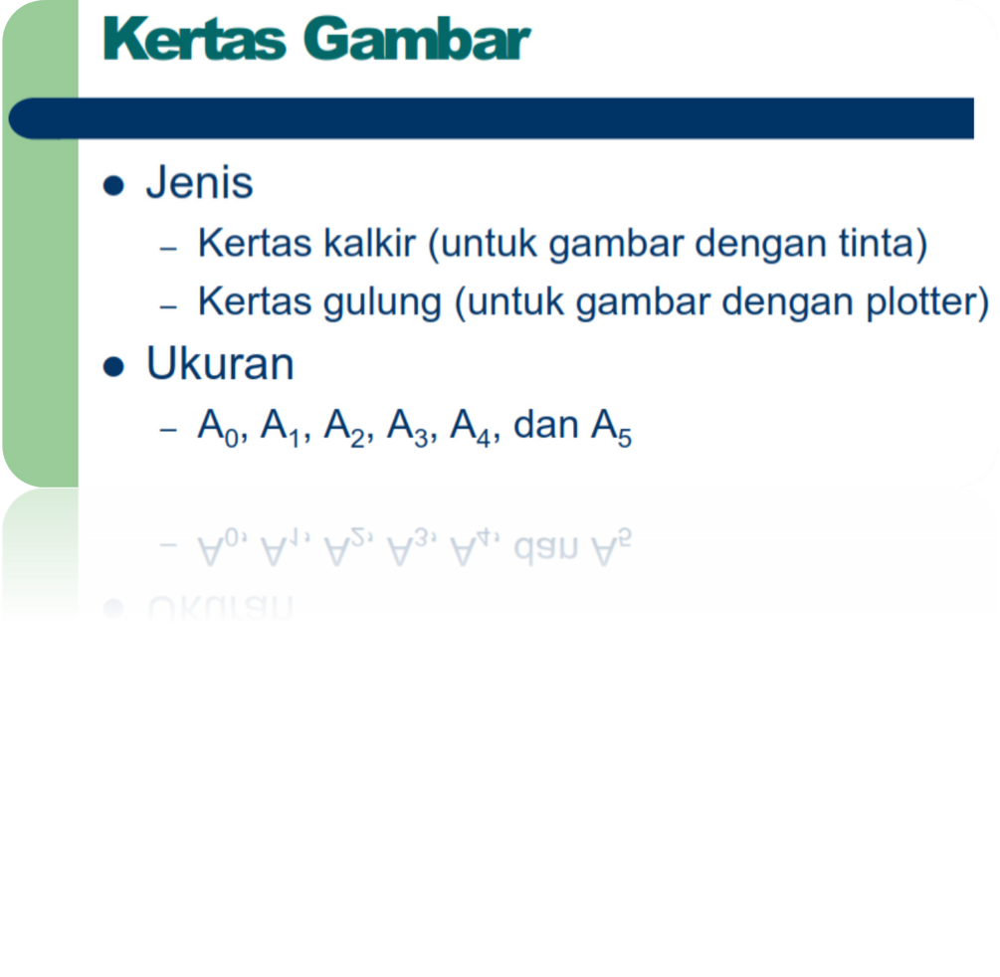 Kertas Gambar
● Jenis
– Kertas kalkir (untuk gambar dengan tinta)
– Kertas gulung (untuk gambar dengan plotter)
● Ukuran
– A₀, A₁, A₂, A₃, A₄, dan A₅